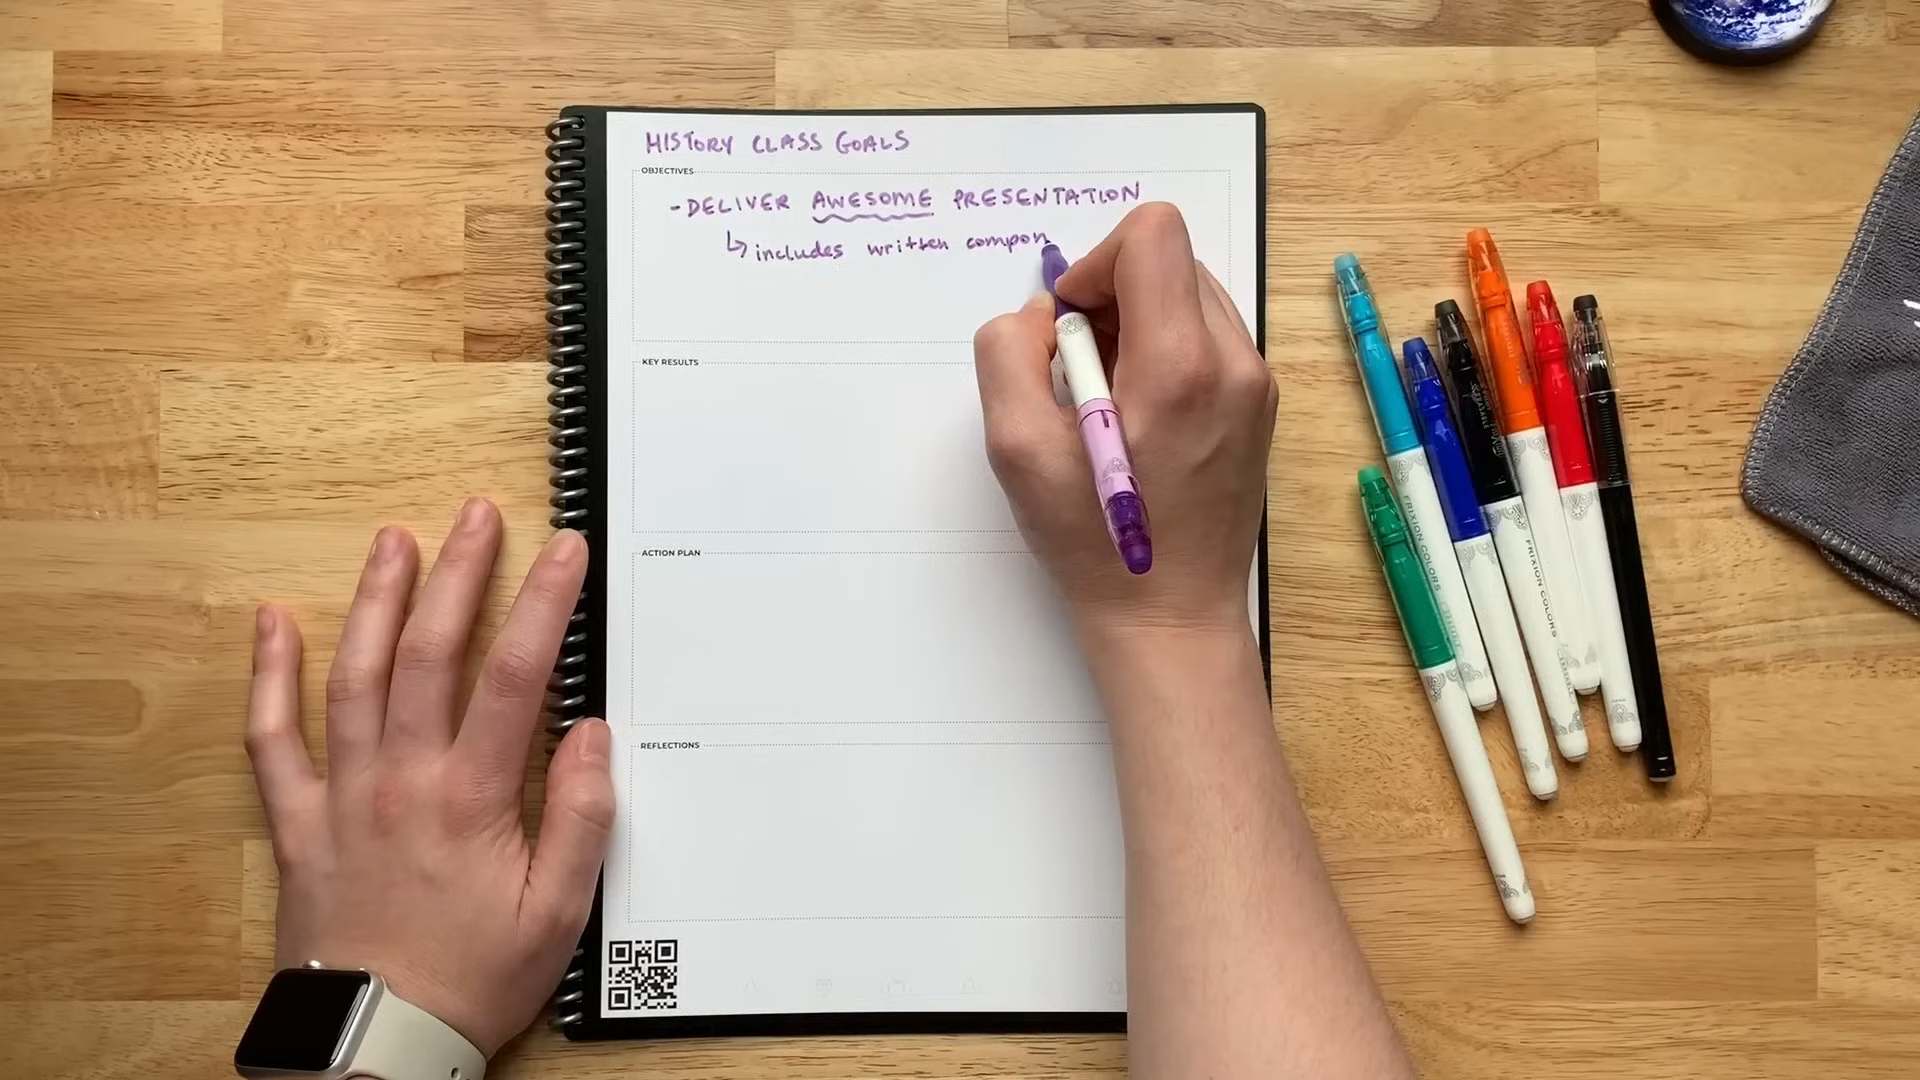 HISTORY CLASS GOALS
OBJECTIVES
- DELIVER AWESOME PRESENTATION
↳ includes written compon
KEY RESULTS
ACTION PLAN
REFLECTIONS
FRIXION COLORS
FRIXION COLORS